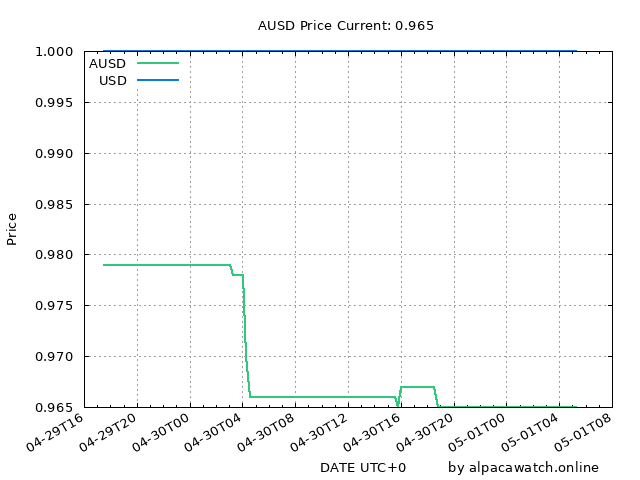 AUSD Price Current: 0.965
1.000
AUSD
USD
0.995
0.990
0.985
Price
0.980
0.975
0.970
0.965
04-29T16
04-29T20
04-30T00
04-30T04
04-30T08
04-30T12
04-30T16
04-30T20
05-01T00
05-01T04
05-01T08
DATE UTC+0
by alpacawatch.online